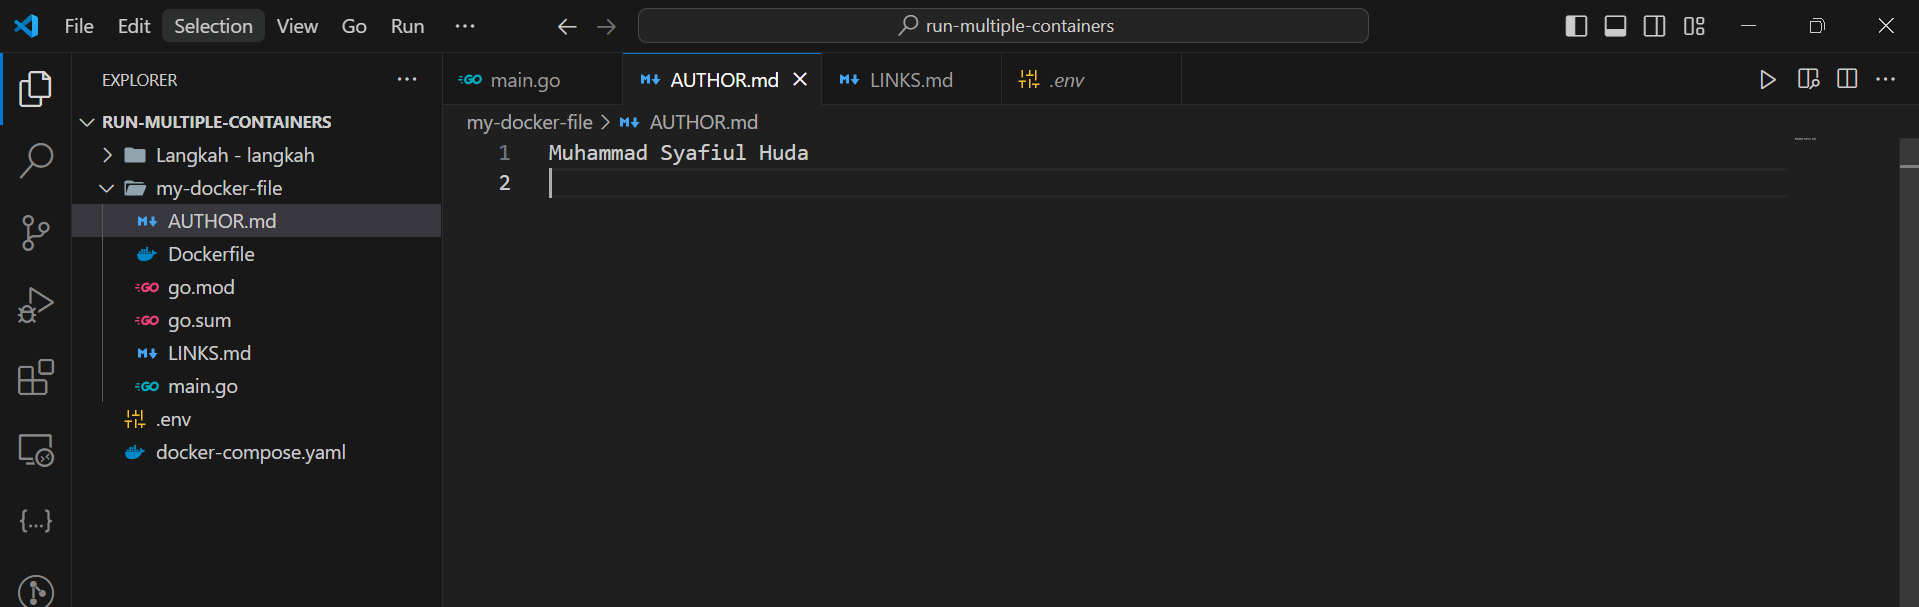 File Edit Selection View Go Run ...
run-multiple-containers
EXPLORER ...
main.go
AUTHOR.md
LINKS.md
.env
RUN-MULTIPLE-CONTAINERS
Langkah - langkah
my-docker-file
AUTHOR.md
Dockerfile
go.mod
go.sum
LINKS.md
main.go
.env
docker-compose.yaml
my-docker-file > AUTHOR.md
1 Muhammad Syafiul Huda
2